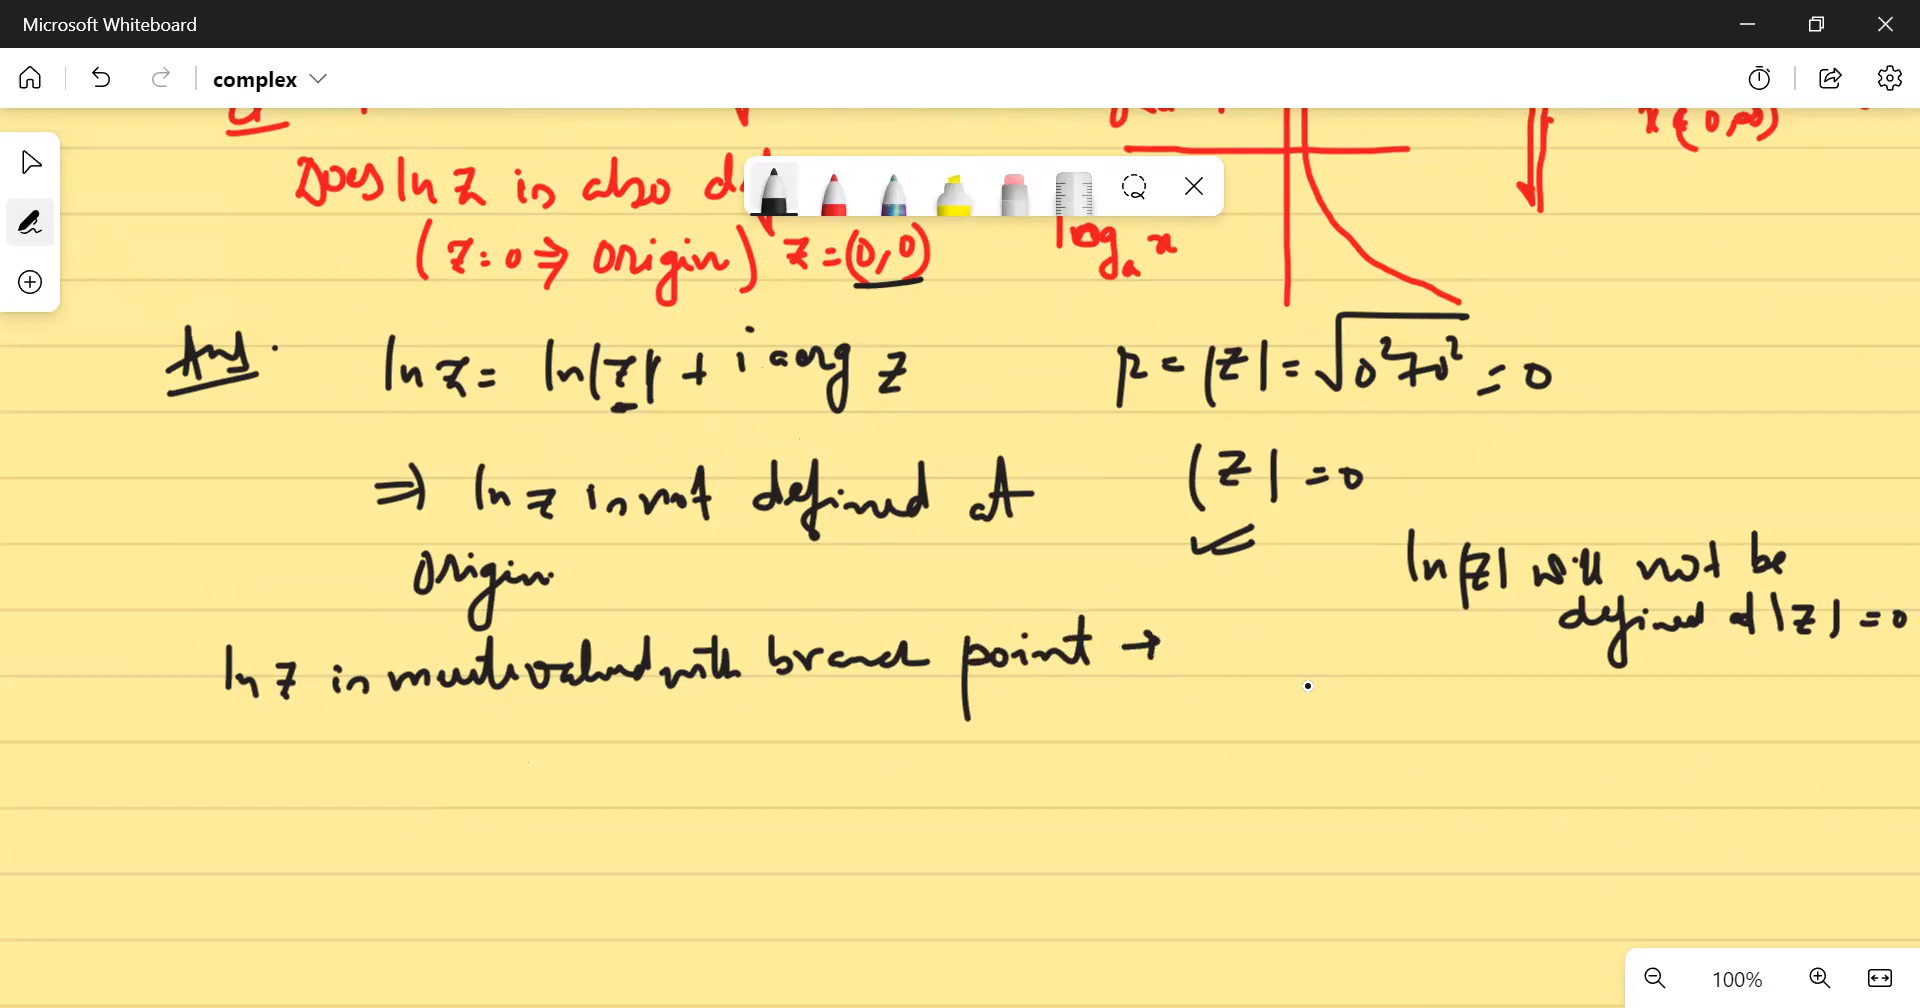 Microsoft Whiteboard
complex
Does ln z is also
(z = 0 ⇒ origin) z = (0,0)
log_a x
x ∈ (0,∞)
Ans.
ln z = ln|z| + i arg z
r = |z| = √0²+0² = 0
⇒ ln z is not defined at
origin.
|z| = 0
ln|z| will not be
defined at |z| = 0
ln z is multivalued with branch point →
100%